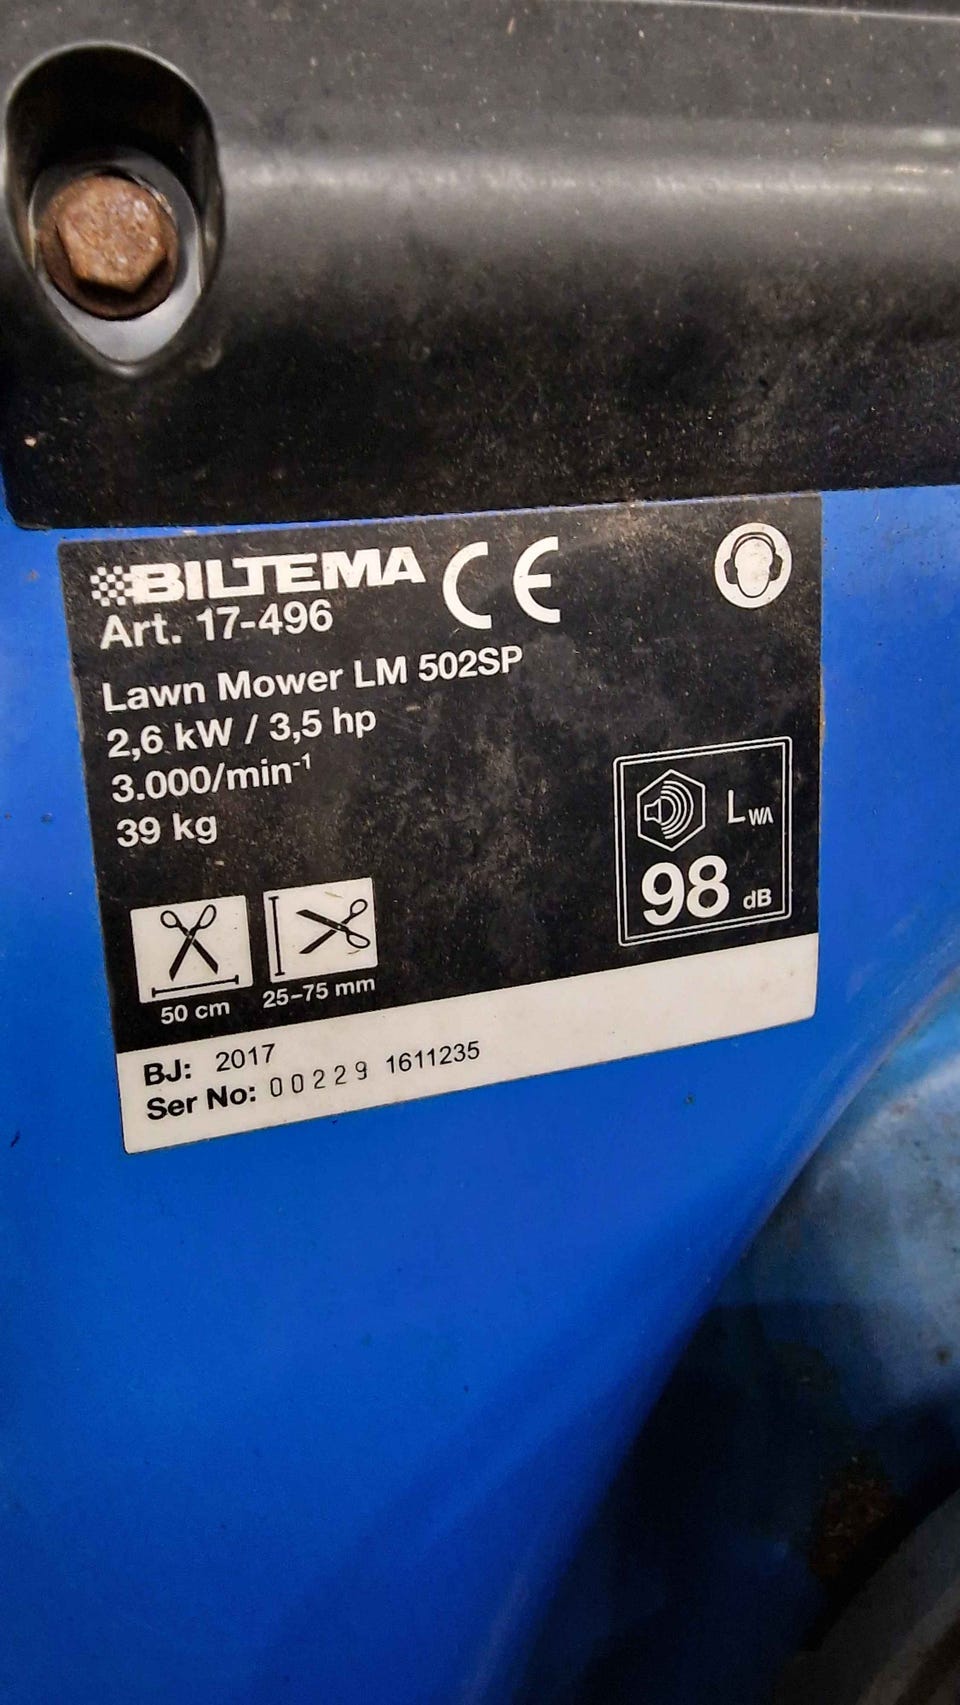 BILTEMA CE
Art. 17-496
Lawn Mower LM 502SP
2,6 kW / 3,5 hp
3.000/min-1
39 kg
LWA
98 dB
50 cm 25-75 mm
BJ: 2017
Ser No: 00229 1611235